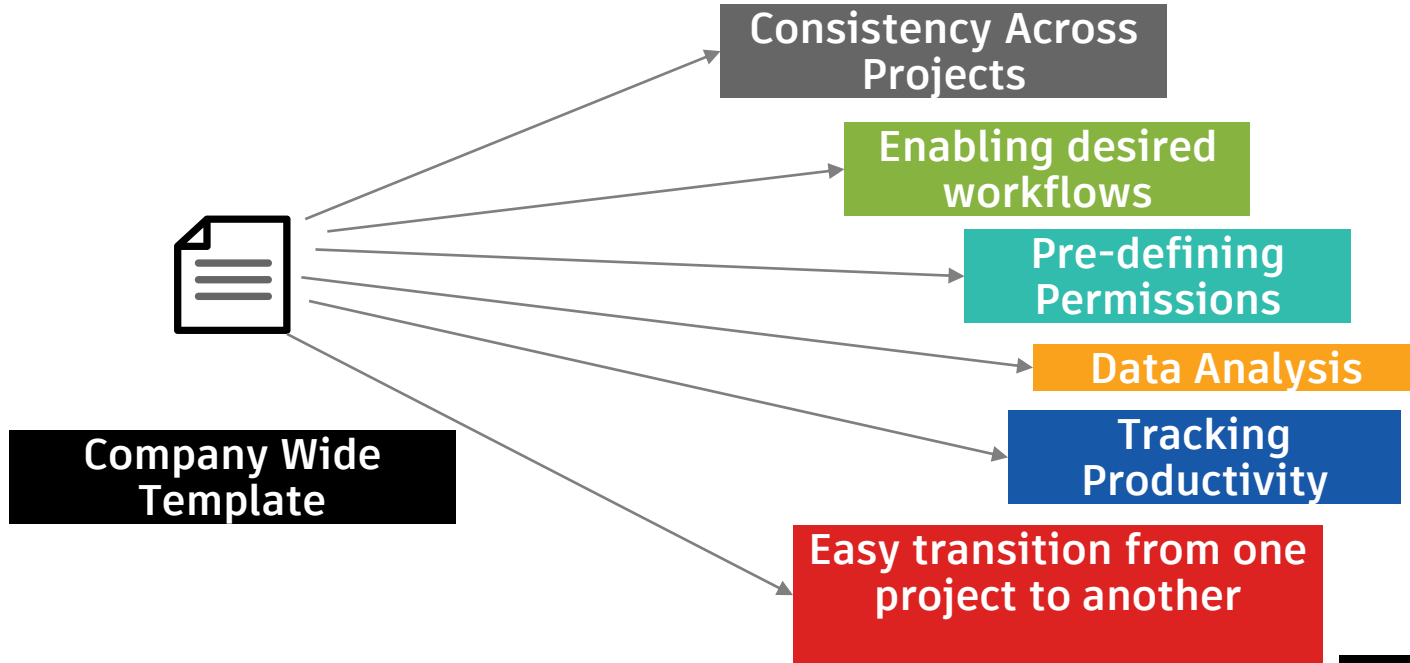 Consistency Across
Projects
Enabling desired
workflows
Pre-defining
Permissions
Data Analysis
Tracking
Productivity
Company Wide
Template
Easy transition from one
project to another